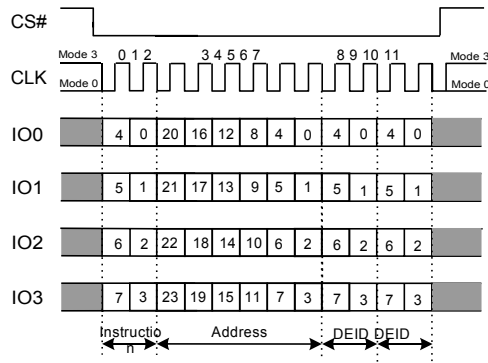 CS#
Mode 3 0 1 2 3 4 5 6 7 8 9 10 11 Mode 3
CLK
Mode 0 Mode 0
IO0 4 0 20 16 12 8 4 0 4 0 4 0
IO1 5 1 21 17 13 9 5 1 5 1 5 1
IO2 6 2 22 18 14 10 6 2 6 2 6 2
IO3 7 3 23 19 15 11 7 3 7 3 7 3
Instructio Address DEID DEID
n